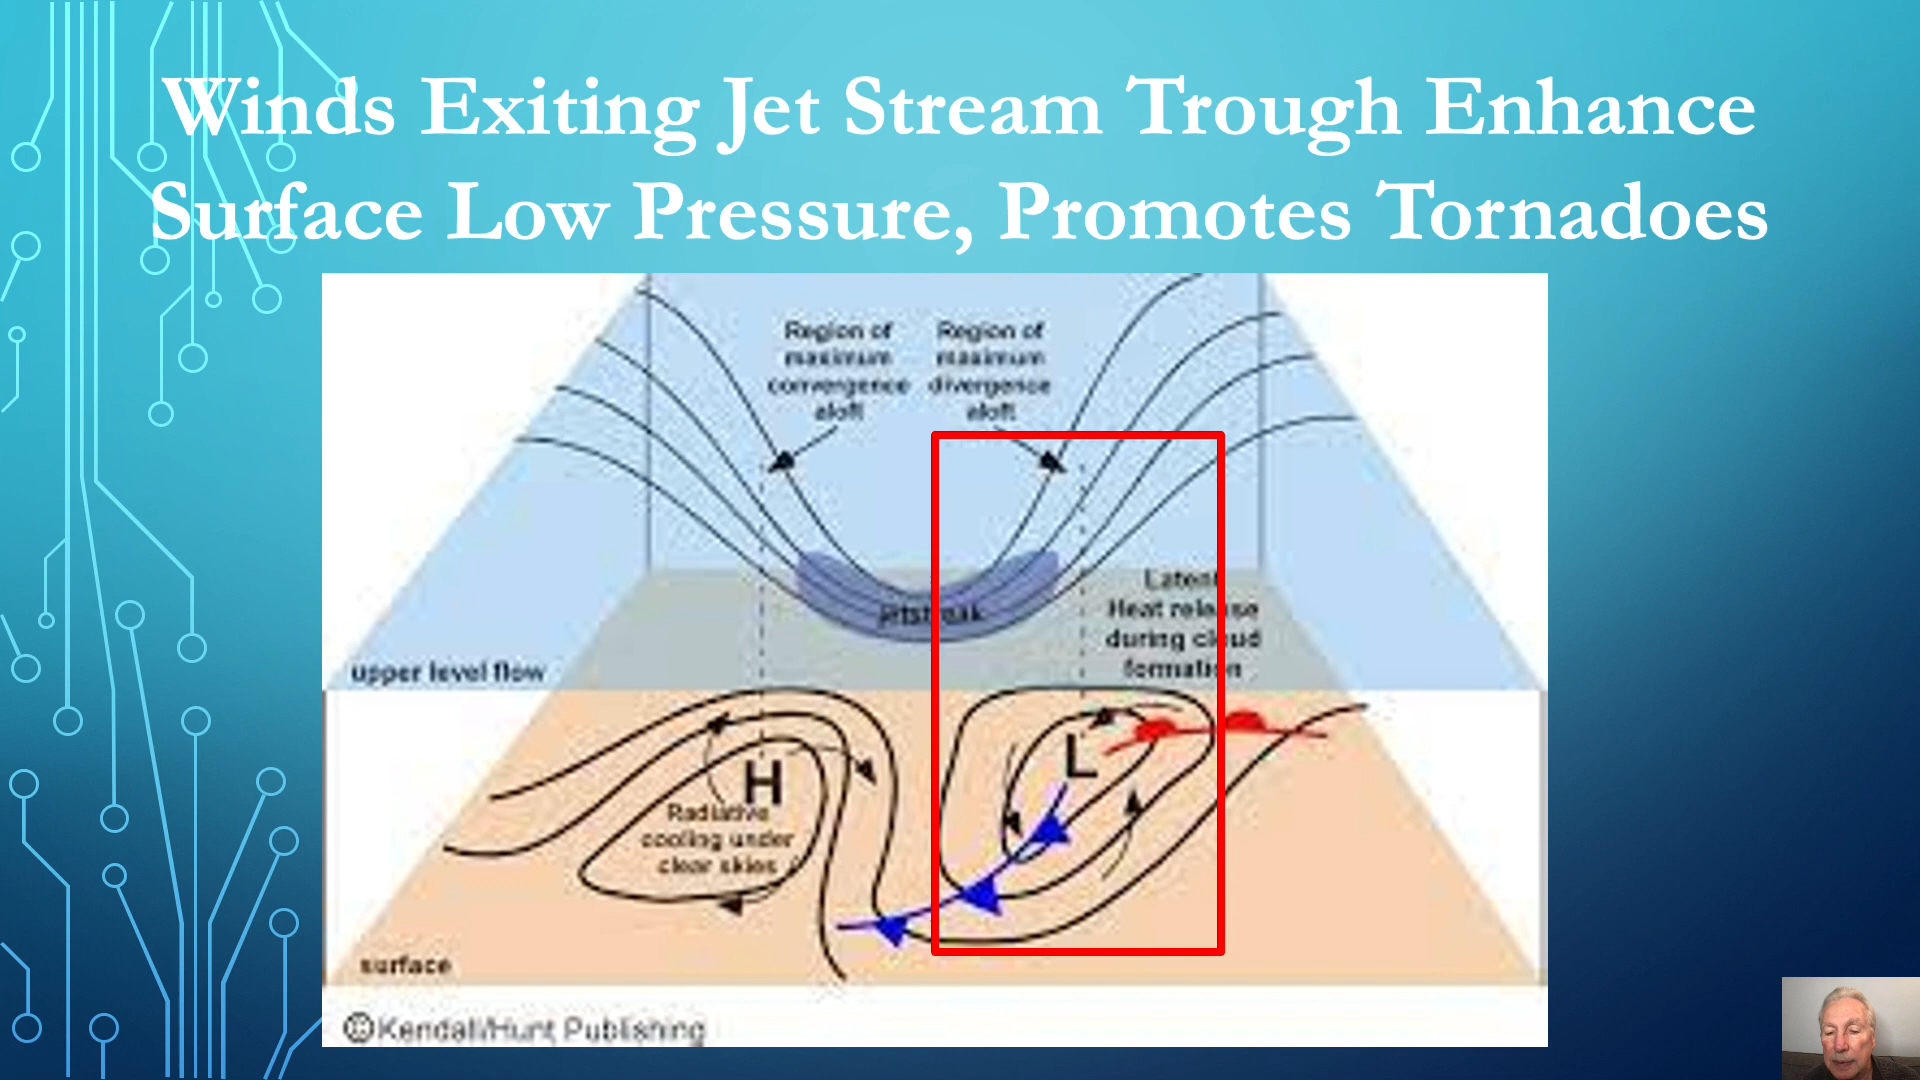 Winds Exiting Jet Stream Trough Enhance
Surface Low Pressure, Promotes Tornadoes
Region of
maximum
convergence
aloft
Region of
maximum
divergence
aloft
jetstreak
Latent
Heat release
during cloud
formation
upper level flow
H
Radiative
cooling under
clear skies
L
surface
©Kendall/Hunt Publishing